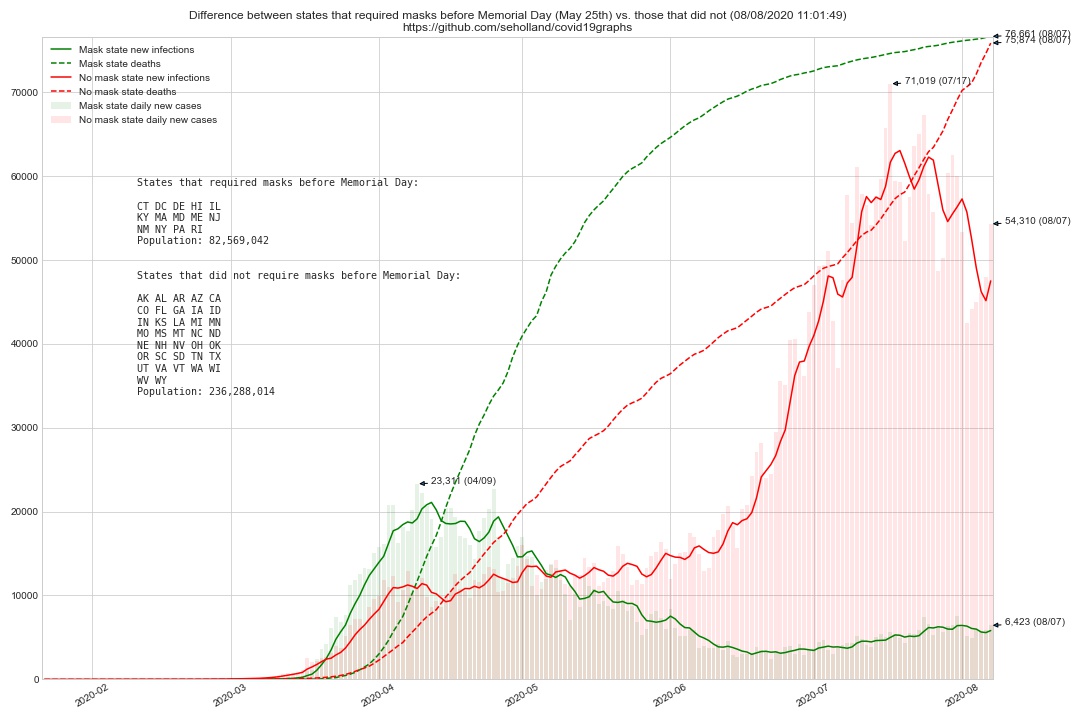 Difference between states that required masks before Memorial Day (May 25th) vs. those that did not (08/08/2020 11:01:49)
https://github.com/seholland/covid19graphs
76,661 (08/07)
75,874 (08/07)
Mask state new infections
Mask state deaths
No mask state new infections
No mask state deaths
Mask state daily new cases
No mask state daily new cases
71,019 (07/17)
70000
60000
50000
40000
30000
20000
10000
0
States that required masks before Memorial Day:
CT DC DE HI IL
KY MA MD ME NJ
NM NY PA RI
Population: 82,569,042
States that did not require masks before Memorial Day:
AK AL AR AZ CA
CO FL GA IA ID
IN KS LA MI MN
MO MS MT NC ND
NE NH NV OH OK
OR SC SD TN TX
UT VA VT WA WI
WV WY
Population: 236,288,014
54,310 (08/07)
23,311 (04/09)
6,423 (08/07)
2020-02
2020-03
2020-04
2020-05
2020-06
2020-07
2020-08